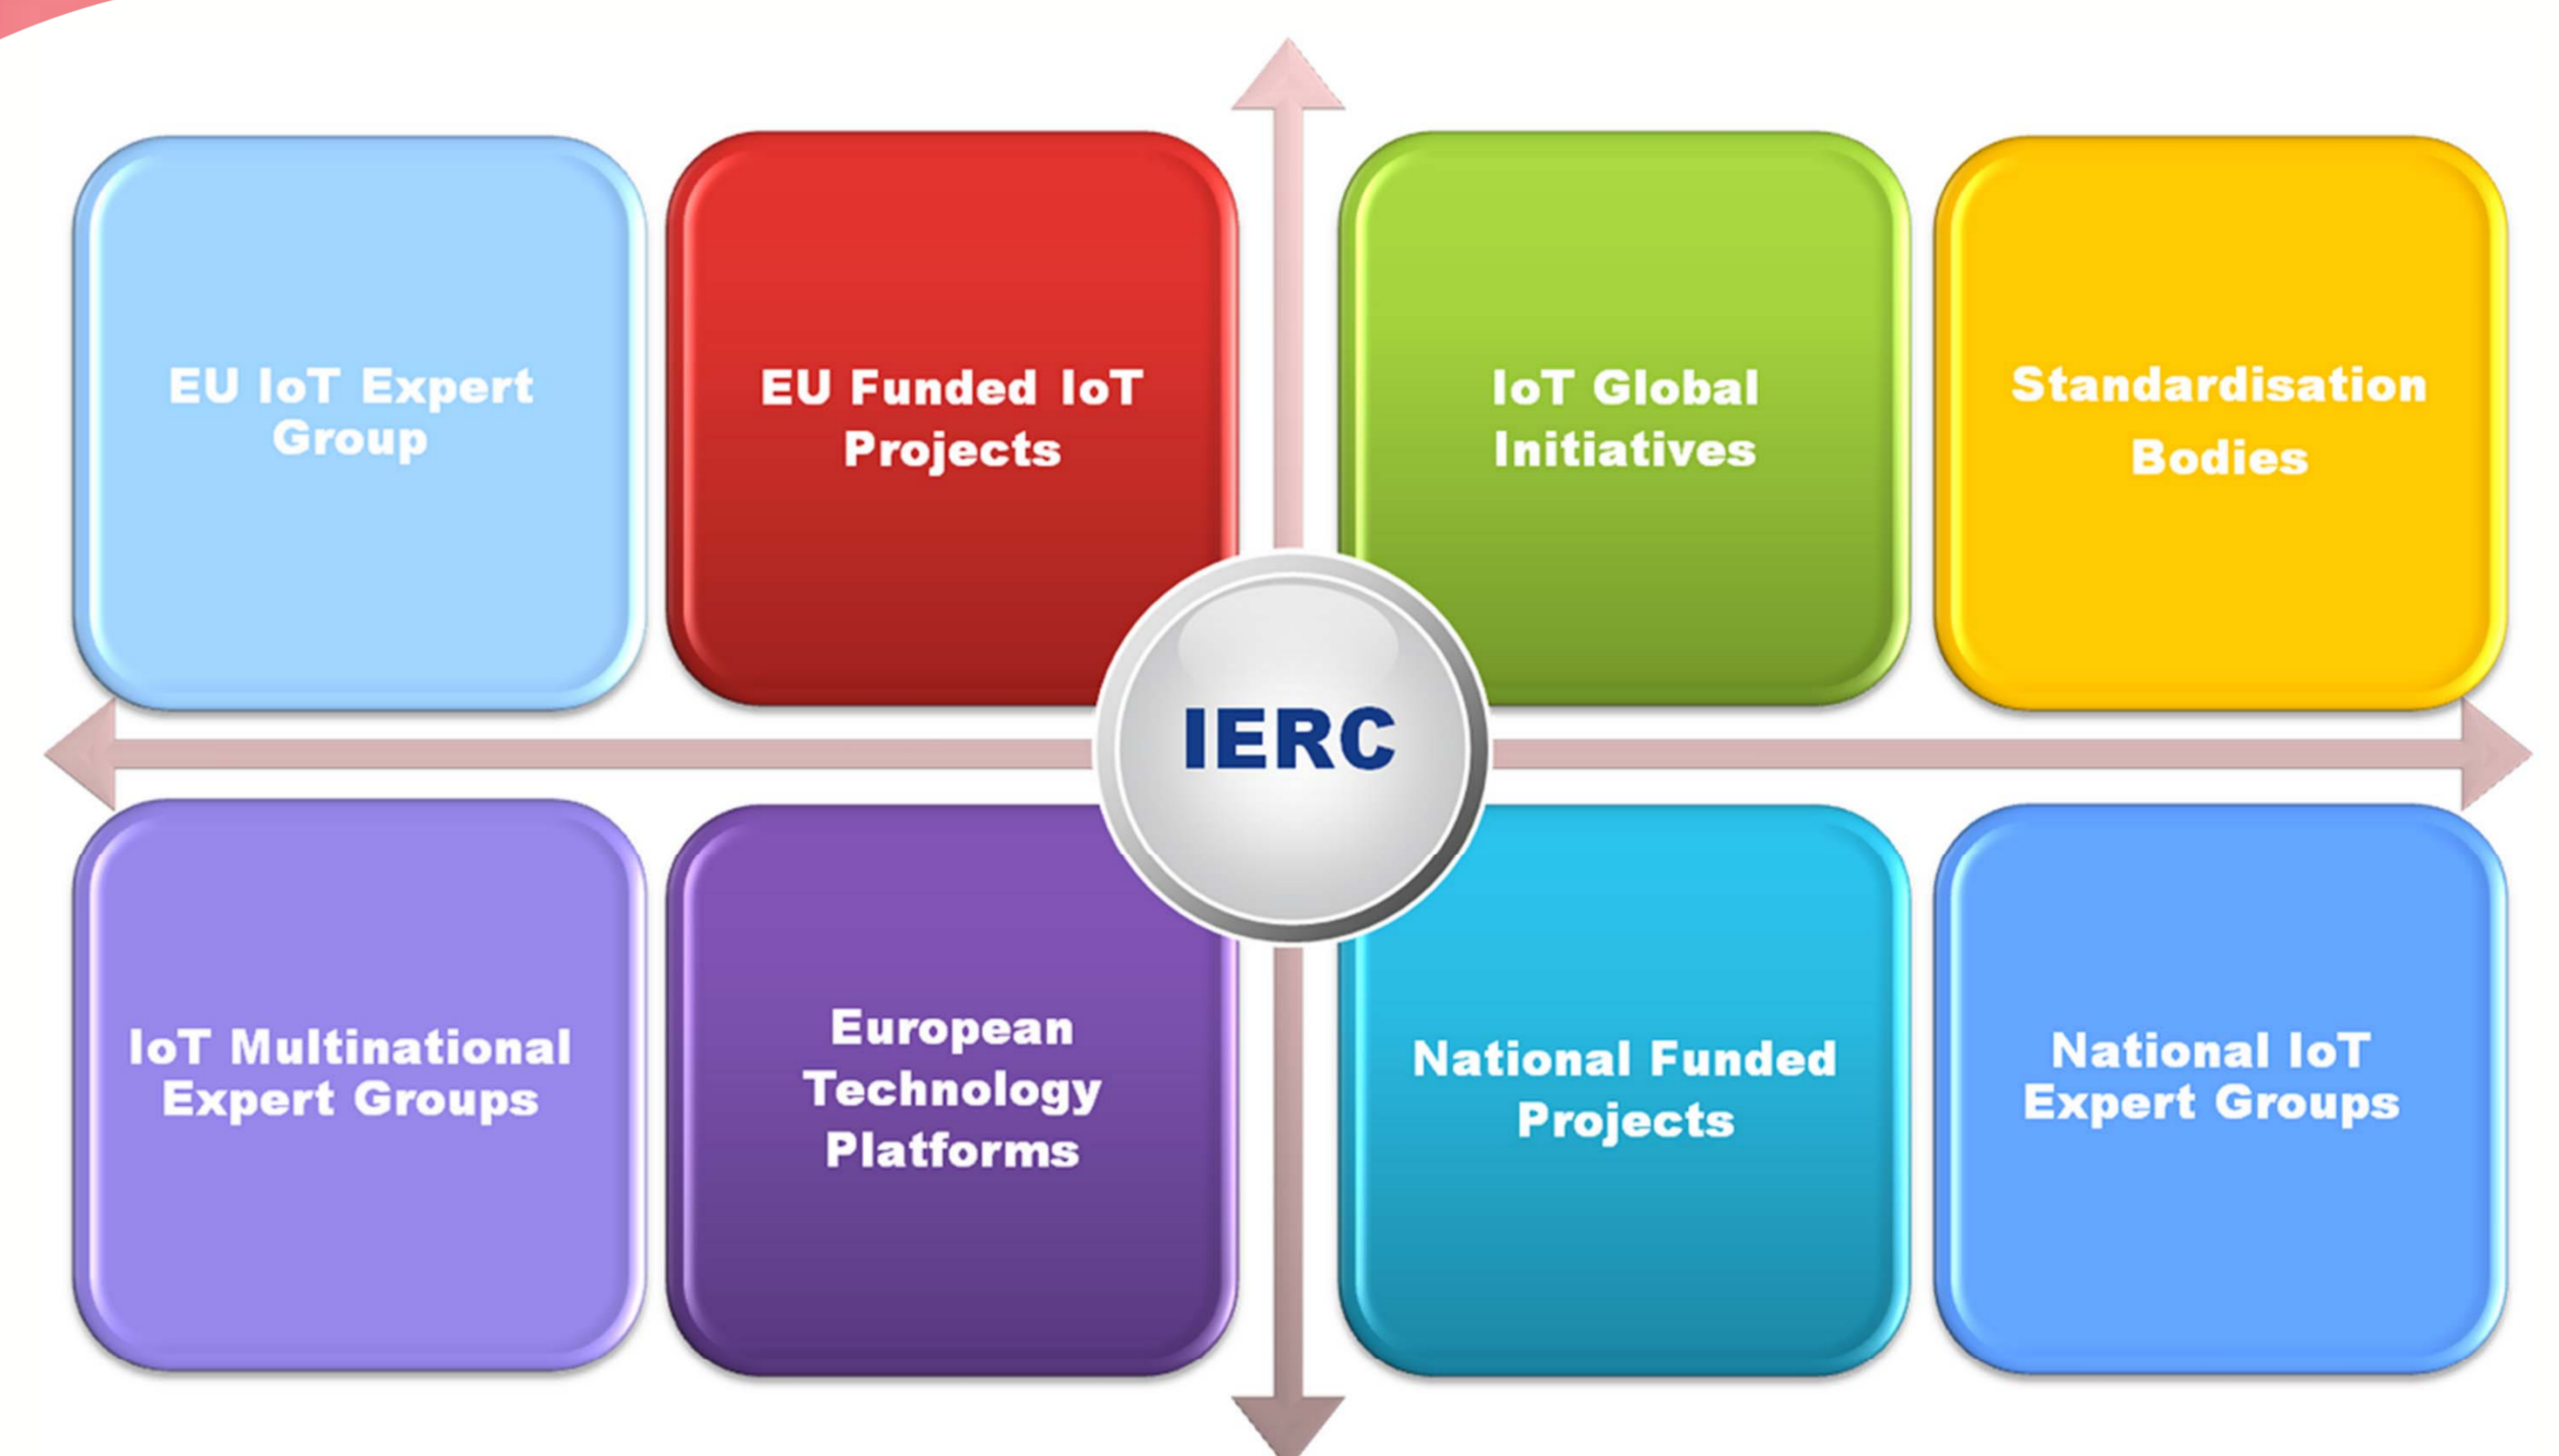 EU IoT Expert
Group
EU Funded IoT
Projects
IoT Global
Initiatives
Standardisation
Bodies
IERC
IoT Multinational
Expert Groups
European
Technology
Platforms
National Funded
Projects
National IoT
Expert Groups